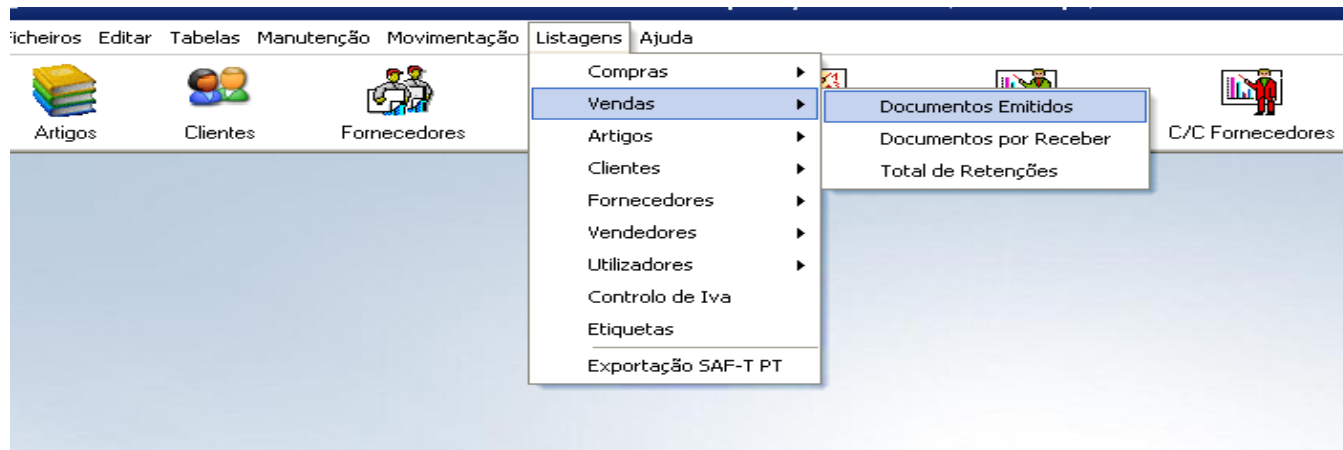 icheiros Editar Tabelas Manutenção Movimentação Listagens Ajuda
Artigos Clientes Fornecedores C/C Fornecedores
Compras
Vendas
Artigos
Clientes
Fornecedores
Vendedores
Utilizadores
Controlo de Iva
Etiquetas
Exportação SAF-T PT
Documentos Emitidos
Documentos por Receber
Total de Retenções